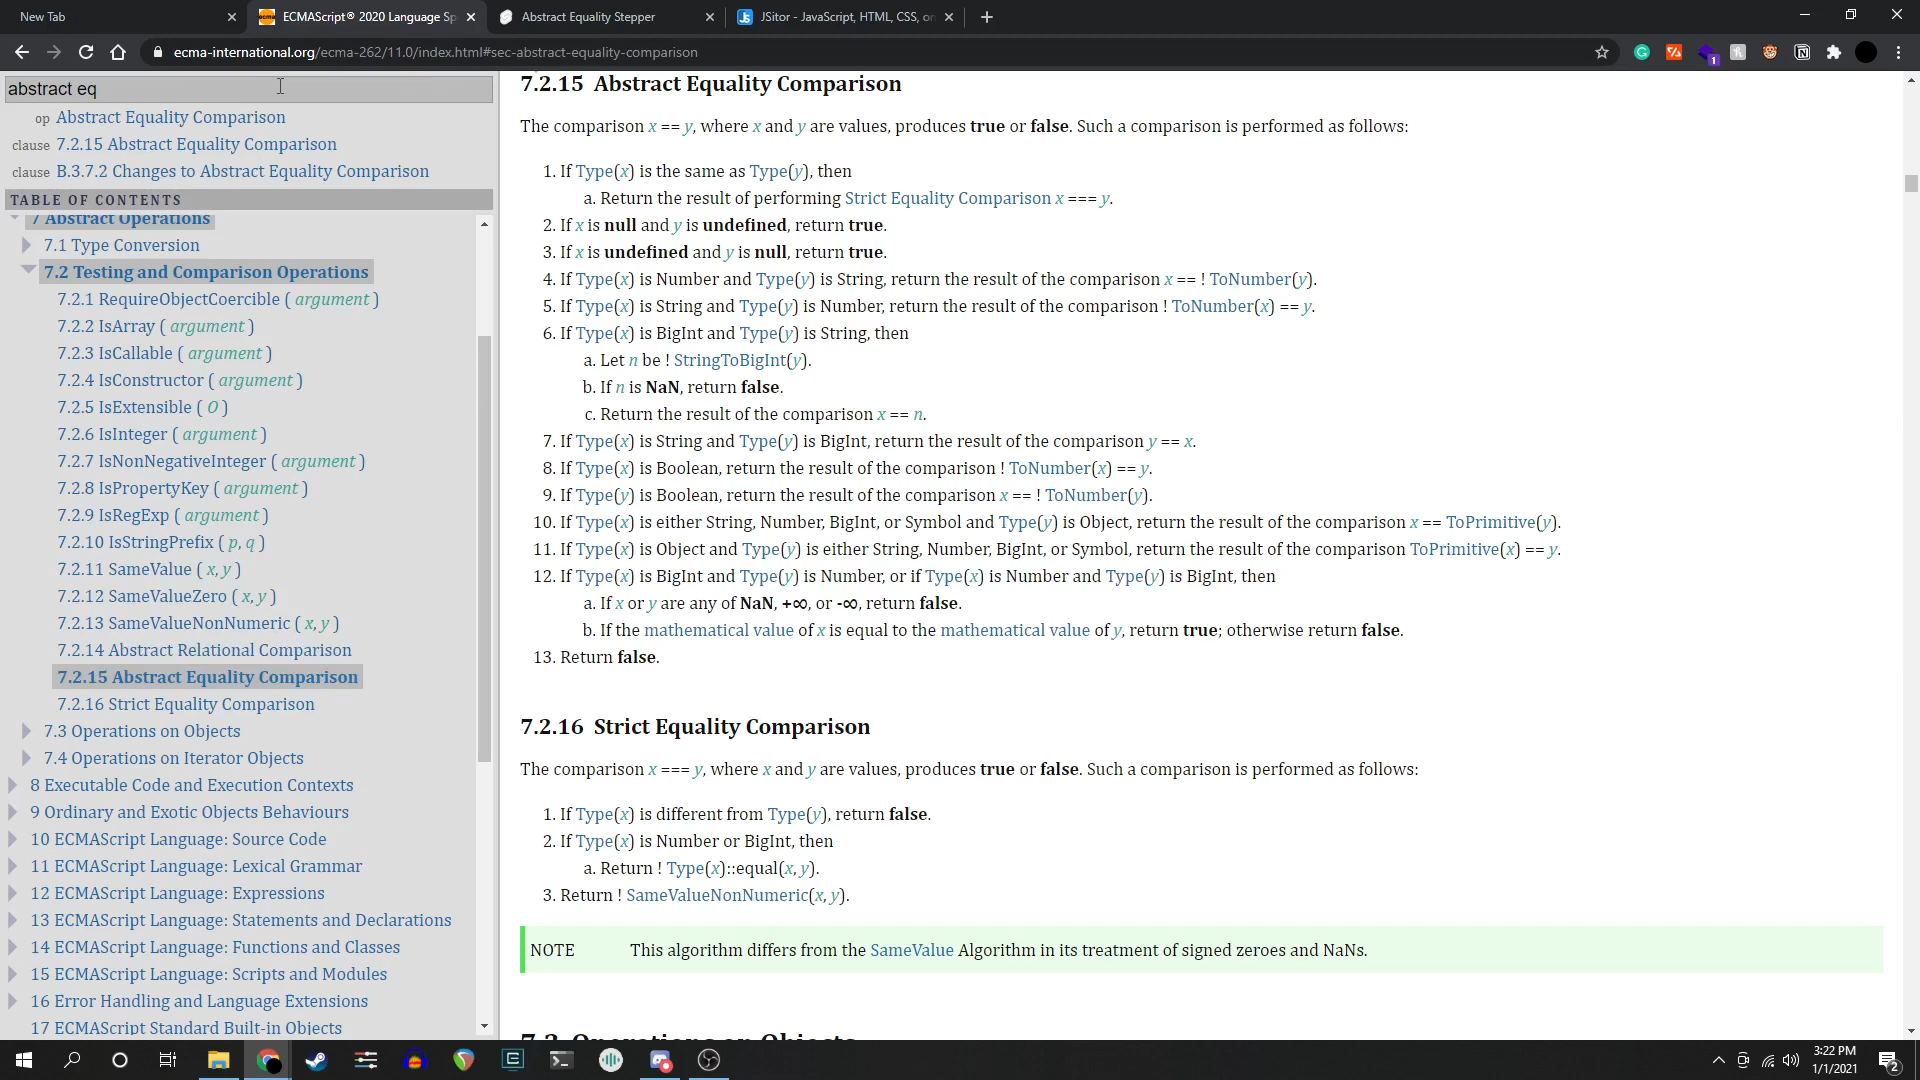 New Tab
ECMAScript® 2020 Language Sp
Abstract Equality Stepper
JSitor - JavaScript, HTML, CSS, or
ecma-international.org/ecma-262/11.0/index.html#sec-abstract-equality-comparison
1
abstract eq
op Abstract Equality Comparison
clause 7.2.15 Abstract Equality Comparison
clause B.3.7.2 Changes to Abstract Equality Comparison
TABLE OF CONTENTS
7 Abstract Operations
7.1 Type Conversion
7.2 Testing and Comparison Operations
7.2.1 RequireObjectCoercible ( argument )
7.2.2 IsArray ( argument )
7.2.3 IsCallable ( argument )
7.2.4 IsConstructor ( argument )
7.2.5 IsExtensible ( O )
7.2.6 IsInteger ( argument )
7.2.7 IsNonNegativeInteger ( argument )
7.2.8 IsPropertyKey ( argument )
7.2.9 IsRegExp ( argument )
7.2.10 IsStringPrefix ( p, q )
7.2.11 SameValue ( x, y )
7.2.12 SameValueZero ( x, y )
7.2.13 SameValueNonNumeric ( x, y )
7.2.14 Abstract Relational Comparison
7.2.15 Abstract Equality Comparison
7.2.16 Strict Equality Comparison
7.3 Operations on Objects
7.4 Operations on Iterator Objects
8 Executable Code and Execution Contexts
9 Ordinary and Exotic Objects Behaviours
10 ECMAScript Language: Source Code
11 ECMAScript Language: Lexical Grammar
12 ECMAScript Language: Expressions
13 ECMAScript Language: Statements and Declarations
14 ECMAScript Language: Functions and Classes
15 ECMAScript Language: Scripts and Modules
16 Error Handling and Language Extensions
17 ECMAScript Standard Built-in Objects
7.2.15 Abstract Equality Comparison
The comparison x == y, where x and y are values, produces true or false. Such a comparison is performed as follows:
1. If Type(x) is the same as Type(y), then
a. Return the result of performing Strict Equality Comparison x === y.
2. If x is null and y is undefined, return true.
3. If x is undefined and y is null, return true.
4. If Type(x) is Number and Type(y) is String, return the result of the comparison x == ! ToNumber(y).
5. If Type(x) is String and Type(y) is Number, return the result of the comparison ! ToNumber(x) == y.
6. If Type(x) is BigInt and Type(y) is String, then
a. Let n be ! StringToBigInt(y).
b. If n is NaN, return false.
c. Return the result of the comparison x == n.
7. If Type(x) is String and Type(y) is BigInt, return the result of the comparison y == x.
8. If Type(x) is Boolean, return the result of the comparison ! ToNumber(x) == y.
9. If Type(y) is Boolean, return the result of the comparison x == ! ToNumber(y).
10. If Type(x) is either String, Number, BigInt, or Symbol and Type(y) is Object, return the result of the comparison x == ToPrimitive(y).
11. If Type(x) is Object and Type(y) is either String, Number, BigInt, or Symbol, return the result of the comparison ToPrimitive(x) == y.
12. If Type(x) is BigInt and Type(y) is Number, or if Type(x) is Number and Type(y) is BigInt, then
a. If x or y are any of NaN, +∞, or -∞, return false.
b. If the mathematical value of x is equal to the mathematical value of y, return true; otherwise return false.
13. Return false.
7.2.16 Strict Equality Comparison
The comparison x === y, where x and y are values, produces true or false. Such a comparison is performed as follows:
1. If Type(x) is different from Type(y), return false.
2. If Type(x) is Number or BigInt, then
a. Return ! Type(x)::equal(x, y).
3. Return ! SameValueNonNumeric(x, y).
NOTE This algorithm differs from the SameValue Algorithm in its treatment of signed zeroes and NaNs.
7.3 Operations on Objects
3:22 PM
1/1/2021
2